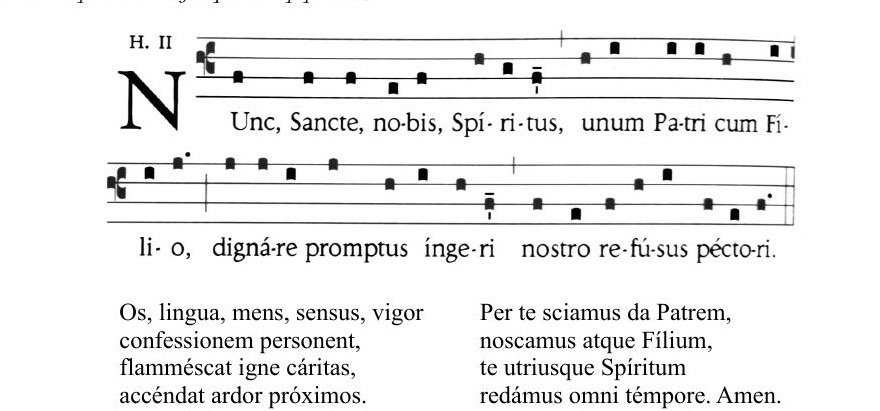 H. II
NUnc, Sancte, no-bis, Spí- ri-tus, unum Pa-tri cum Fí-
li- o, digná-re promptus ínge-ri nostro re-fú-sus pécto-ri.
Os, lingua, mens, sensus, vigor
confessionem personent,
flamméscat igne cáritas,
accéndat ardor próximos.
Per te sciamus da Patrem,
noscamus atque Fílium,
te utriusque Spíritum
redámus omni témpore. Amen.